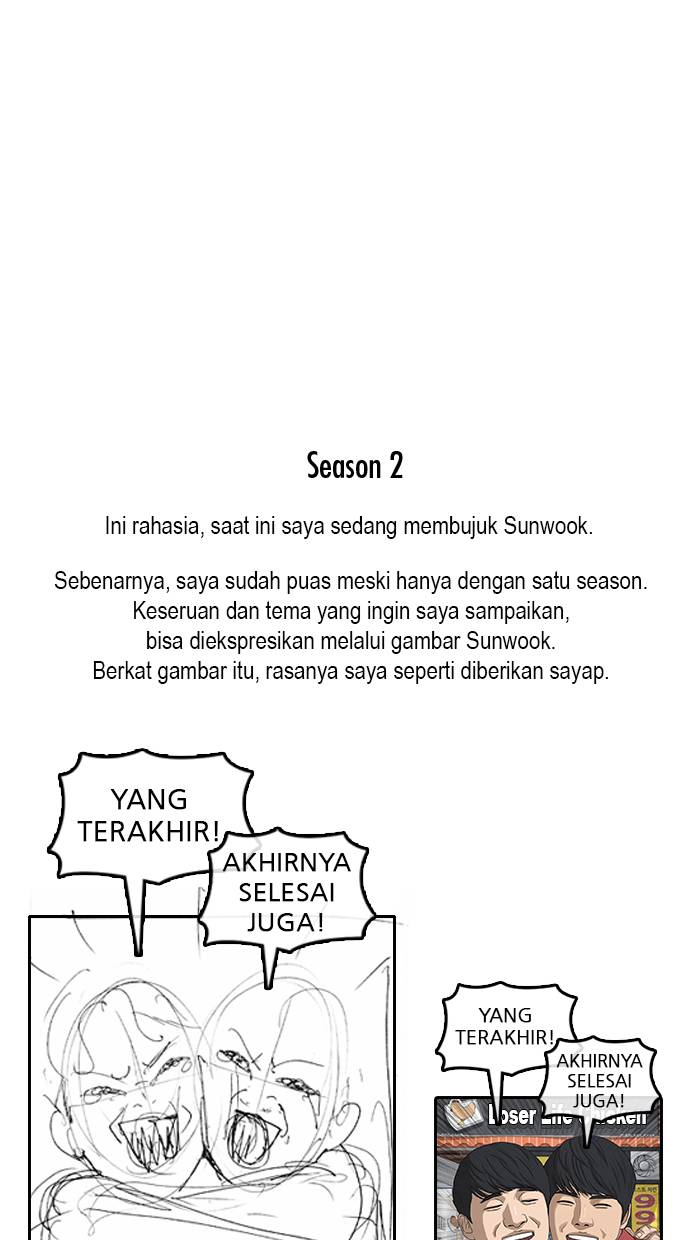 Season 2
Ini rahasia, saat ini saya sedang membujuk Sunwook.
Sebenarnya, saya sudah puas meski hanya dengan satu season.
Keseruan dan tema yang ingin saya sampaikan,
bisa diekspresikan melalui gambar Sunwook.
Berkat gambar itu, rasanya saya seperti diberikan sayap.
YANG
TERAKHIR!
AKHIRNYA
SELESAI
JUGA!
YANG
TERAKHIR!
AKHIRNYA
SELESAI
JUGA!
Loser Life